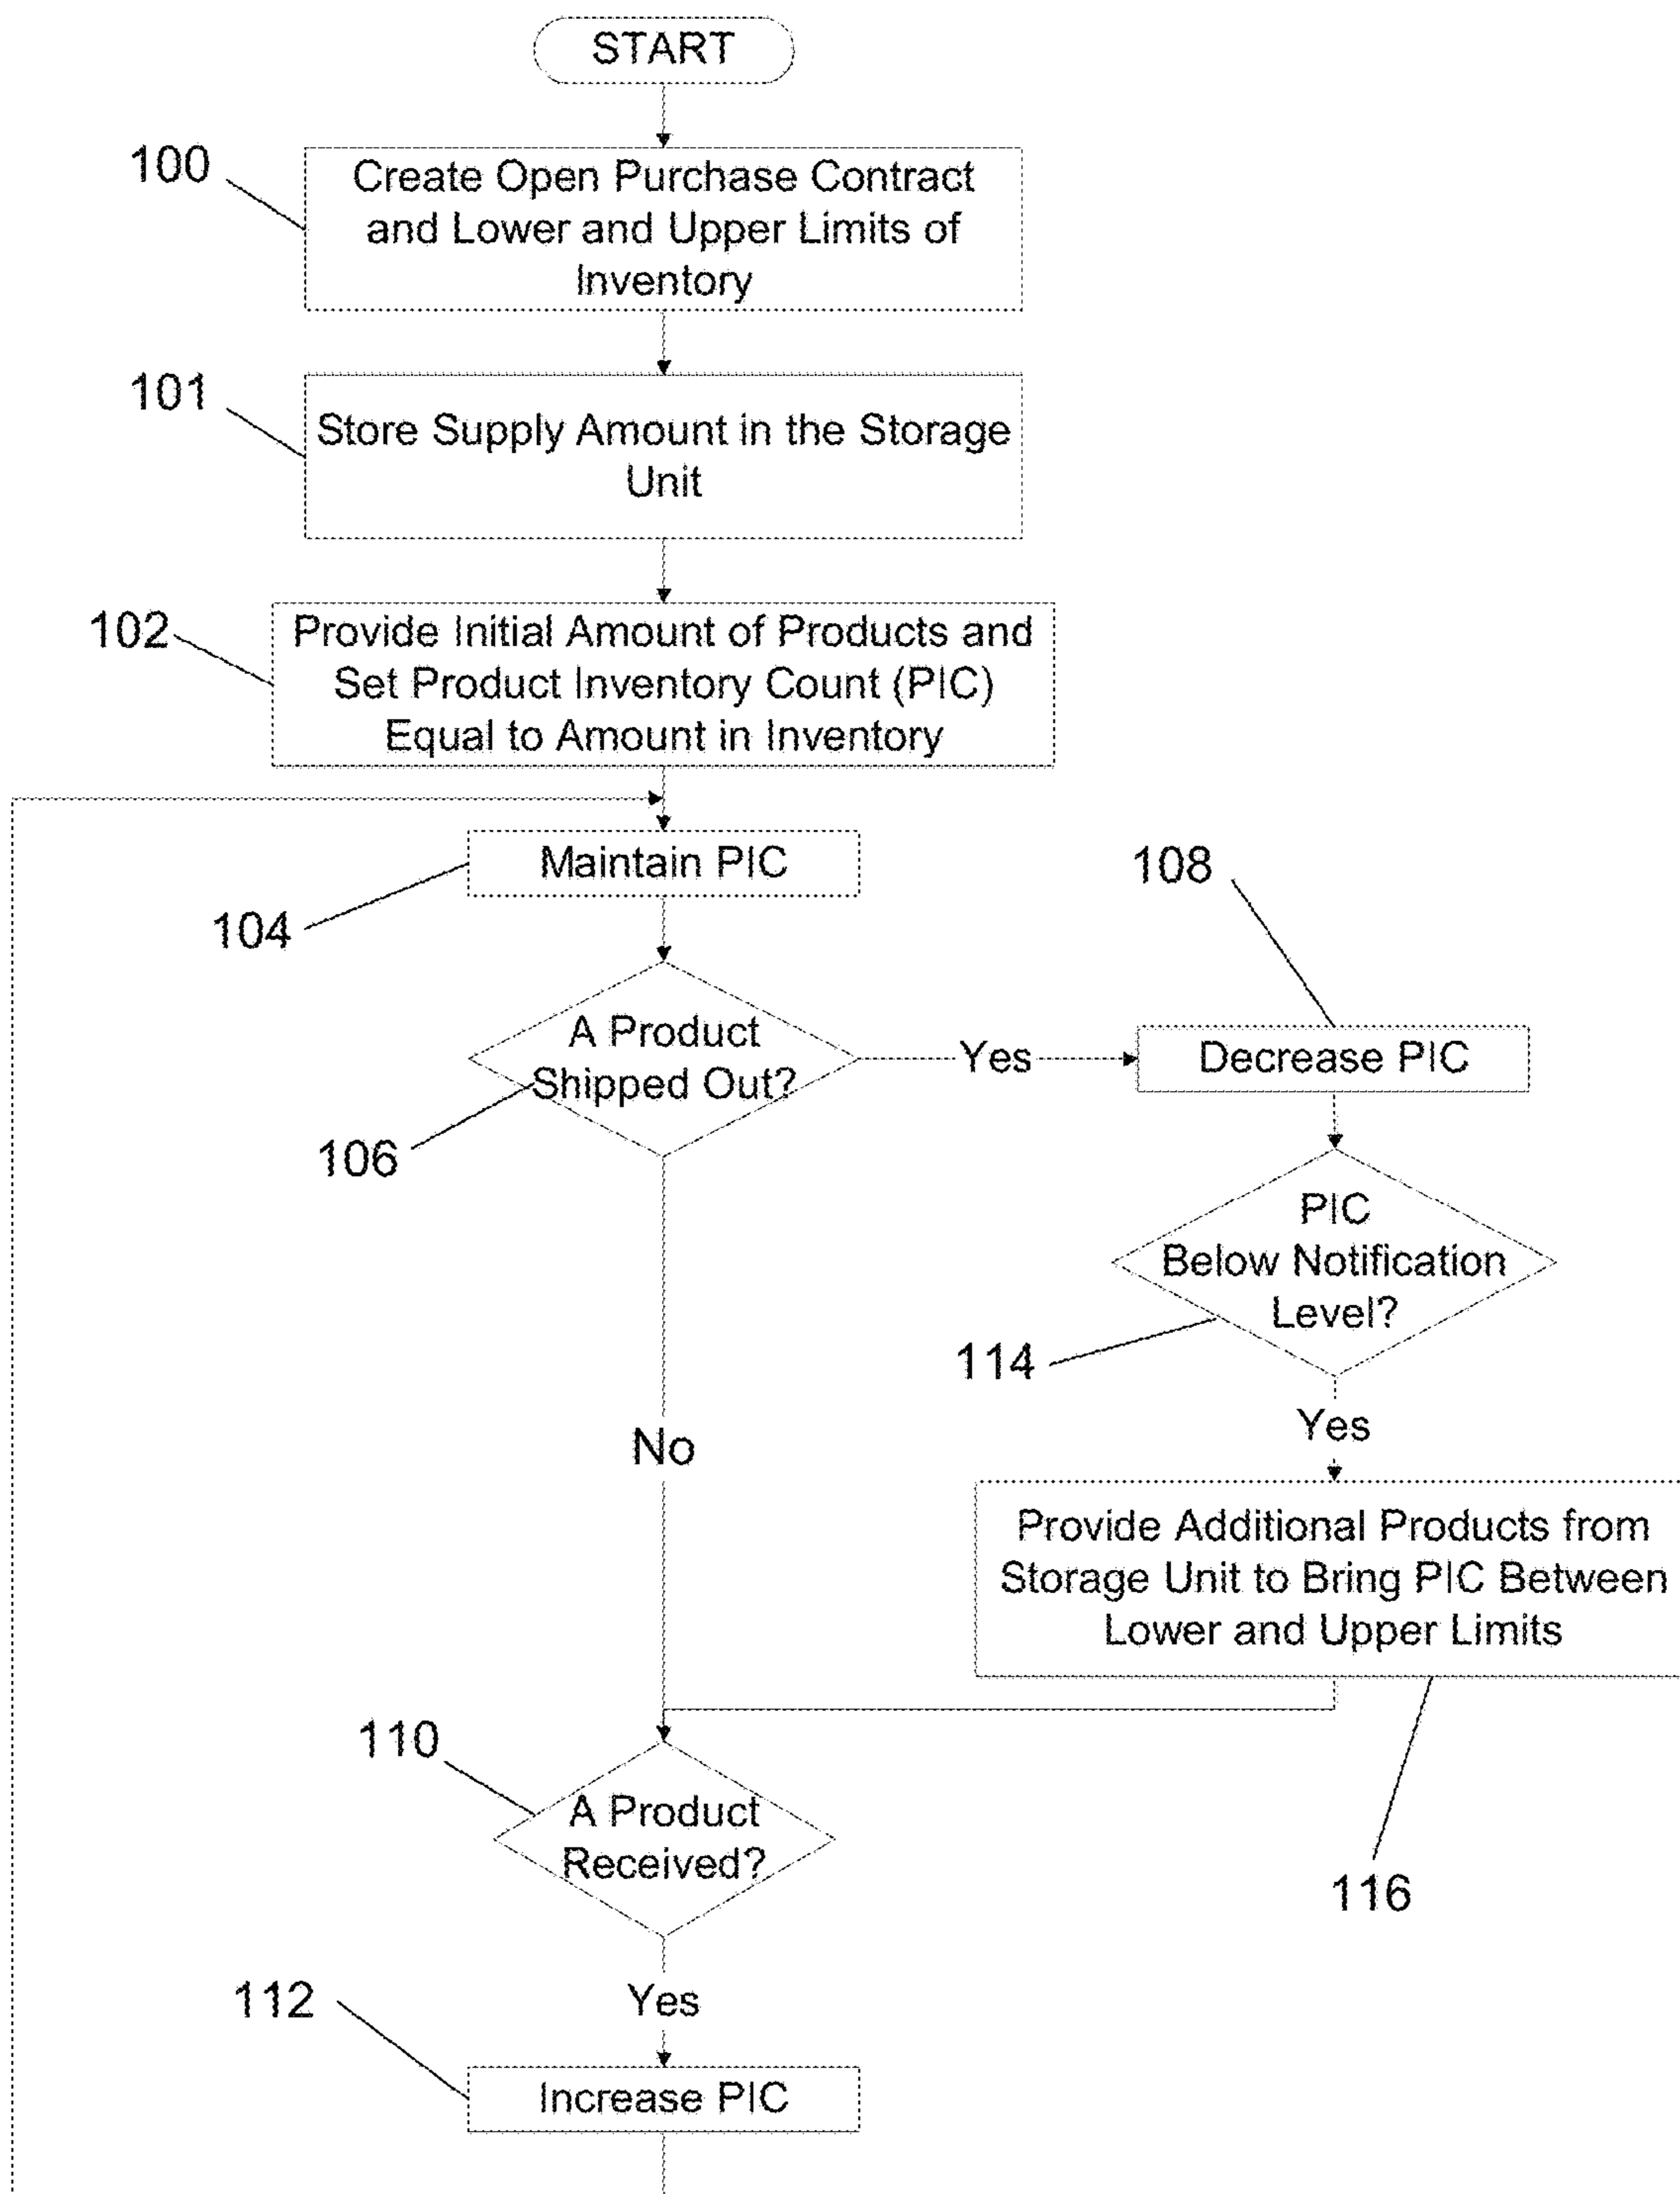 START
100
Create Open Purchase Contract
and Lower and Upper Limits of
Inventory
101
Store Supply Amount in the Storage
Unit
102
Provide Initial Amount of Products and
Set Product Inventory Count (PIC)
Equal to Amount in Inventory
Maintain PIC
104
108
A Product
Shipped Out?
Yes
Decrease PIC
106
PIC
Below Notification
Level?
114
Yes
No
Provide Additional Products from
Storage Unit to Bring PIC Between
Lower and Upper Limits
110
A Product
Received?
116
Yes
112
Increase PIC